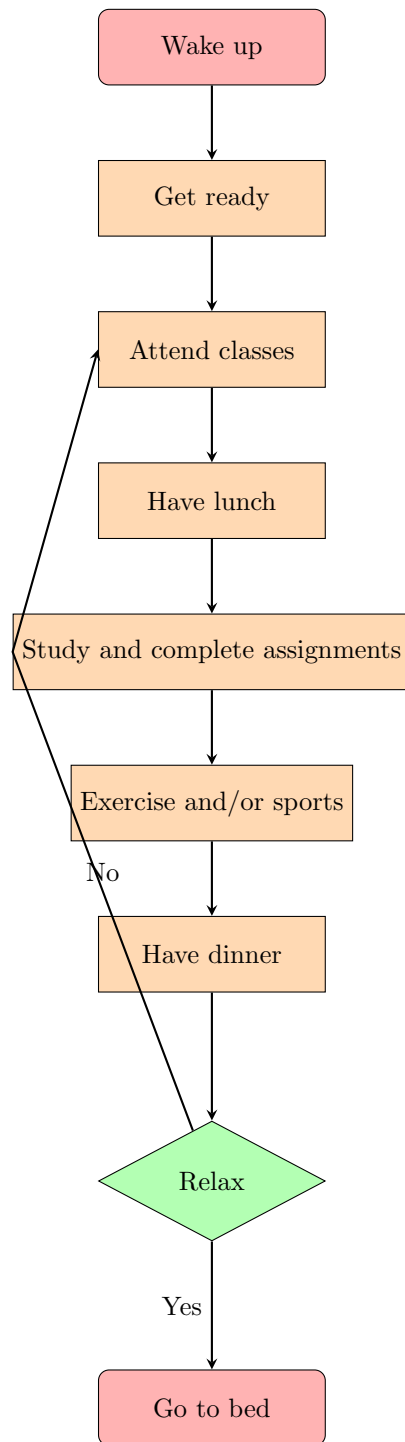 Wake up
Get ready
Attend classes
Have lunch
Study and complete assignments
Exercise and/or sports
No
Have dinner
Relax
Yes
Go to bed